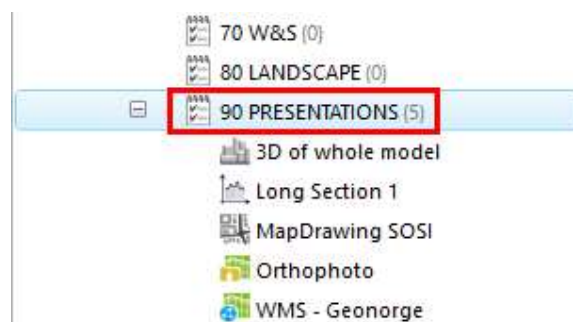 70 W&S (0)
80 LANDSCAPE (0)
90 PRESENTATIONS (5)
3D of whole model
Long Section 1
MapDrawing SOSI
Orthophoto
WMS - Geonorge